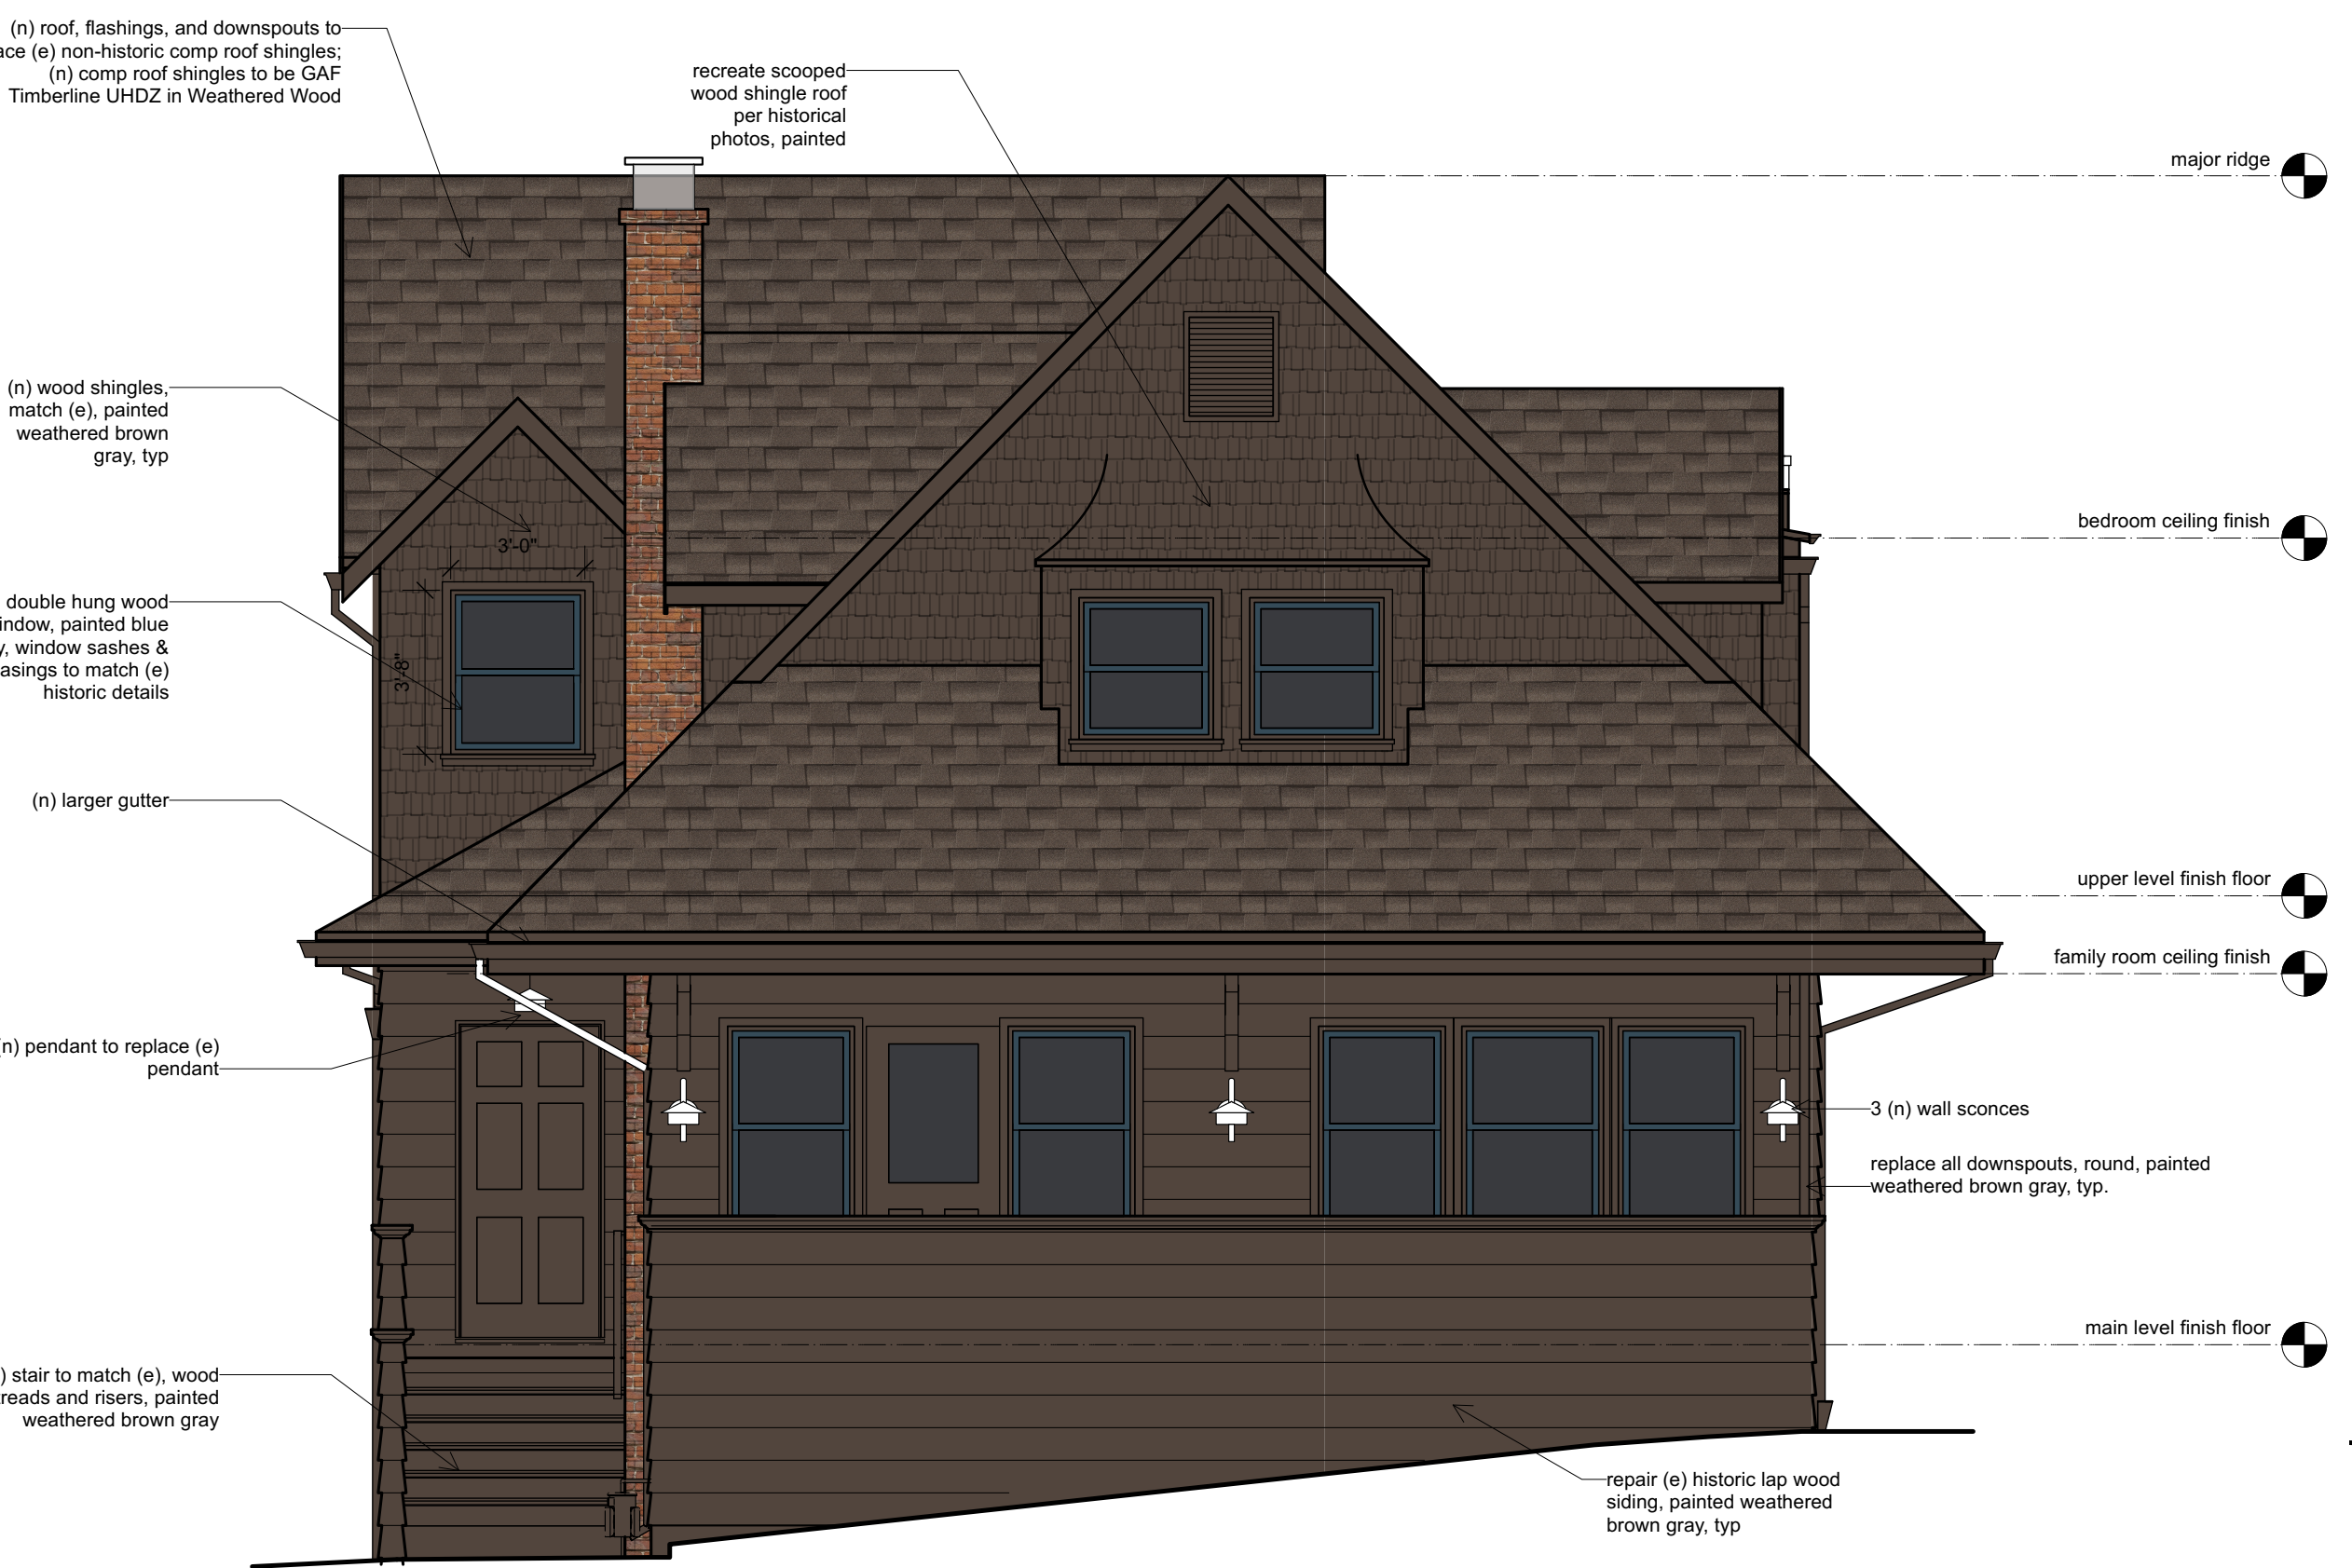 (n) roof, flashings, and downspouts to
(e) non-historic comp roof shingles;
(n) comp roof shingles to be GAF
Timberline UHDZ in Weathered Wood
recreate scooped
wood shingle roof
per historical
photos, painted
major ridge
(n) wood shingles,
match (e), painted
weathered brown
gray, typ
bedroom ceiling finish
3'-0"
3'-8"
double hung wood
window, painted blue
window sashes &
casings to match (e)
historic details
(n) larger gutter
upper level finish floor
family room ceiling finish
(n) pendant to replace (e)
pendant
3 (n) wall sconces
replace all downspouts, round, painted
weathered brown gray, typ.
main level finish floor
stair to match (e), wood
treads and risers, painted
weathered brown gray
repair (e) historic lap wood
siding, painted weathered
brown gray, typ